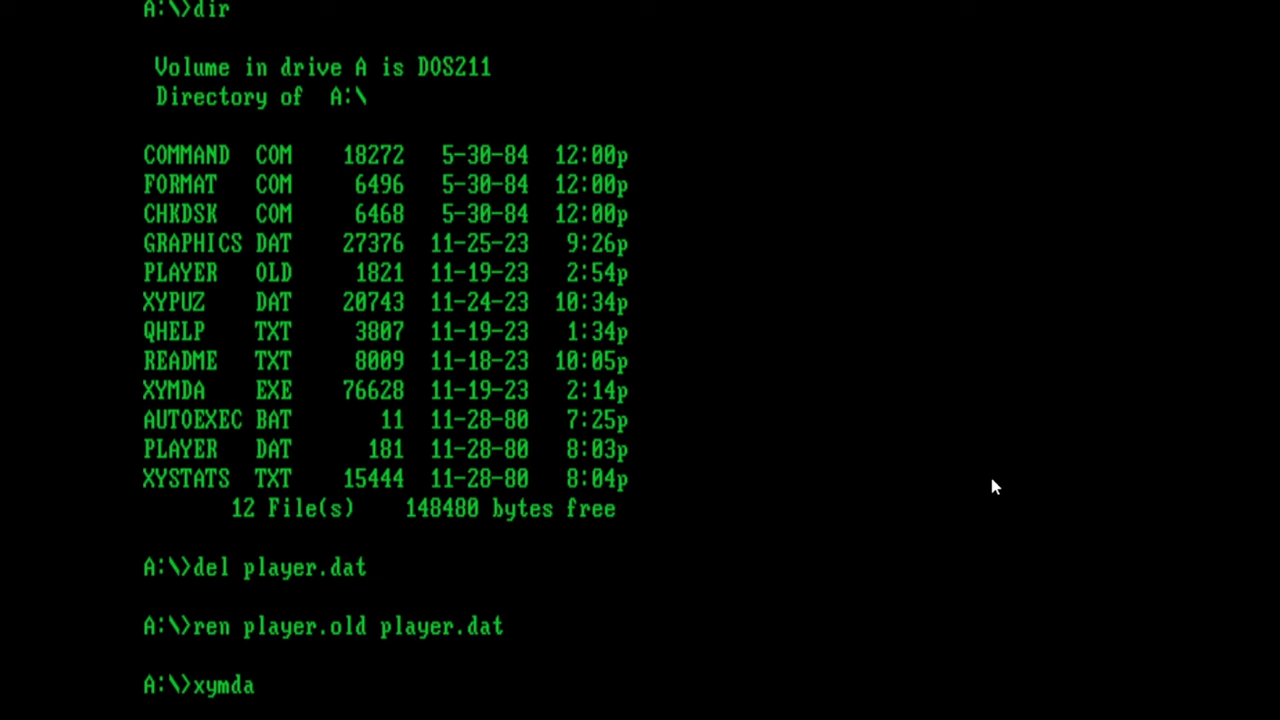 A:\>dir
Volume in drive A is DOS211
Directory of  A:\
COMMAND  COM    18272   5-30-84  12:00p
FORMAT   COM     6496   5-30-84  12:00p
CHKDSK   COM     6468   5-30-84  12:00p
GRAPHICS DAT    27376  11-25-23   9:26p
PLAYER   OLD     1821  11-19-23   2:54p
XYPUZ    DAT    20743  11-24-23  10:34p
QHELP    TXT     3807  11-19-23   1:34p
README   TXT     8009  11-18-23  10:05p
XYMDA    EXE    76628  11-19-23   2:14p
AUTOEXEC BAT       11  11-28-80   7:25p
PLAYER   DAT      181  11-28-80   8:03p
XYSTATS  TXT    15444  11-28-80   8:04p
12 File(s)    148480 bytes free
A:\>del player.dat
A:\>ren player.old player.dat
A:\>xymda